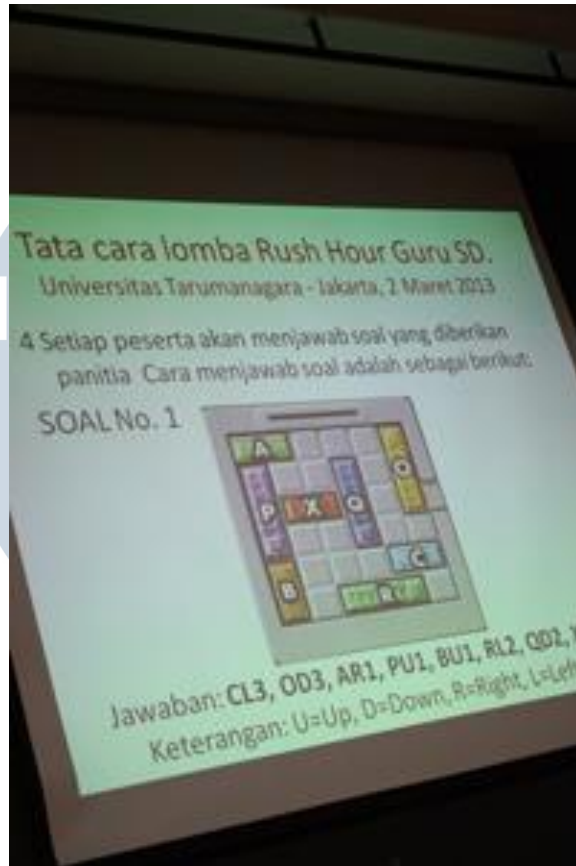 Tata cara lomba Rush Hour Guru SD.
Universitas Tarumanagara - Jakarta, 2 Maret 2013
4 Setiap peserta akan menjawab soal yang diberikan
panitia. Cara menjawab soal adalah sebagai berikut:
SOAL No. 1
A
O
P
X
Q
C
B
R
Jawaban: CL3, OD3, AR1, PU1, BU1, RL2, QD2,
Keterangan: U=Up, D=Down, R=Right, L=Left